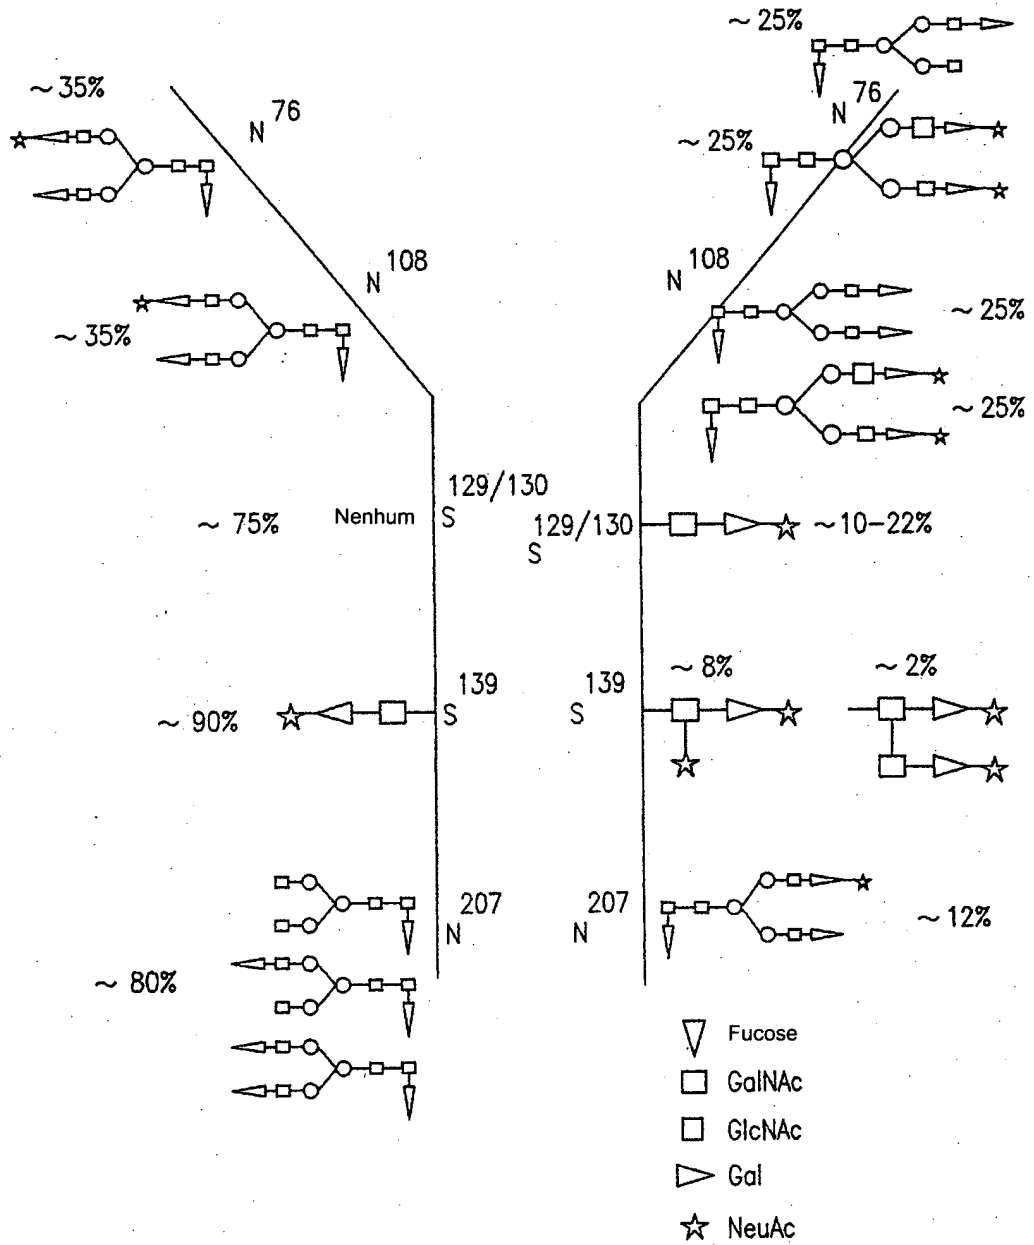 ~ 25%
~ 35%
N 76
N 76
~ 25%
N 108
N 108
~ 35%
~ 25%
~ 25%
129/130
~ 75%
Nenhum
S
129/130
S
~10-22%
139
S
~ 90%
139
S
~ 8%
~ 2%
N 207
N 207
~ 12%
~ 80%
Fucose
GalNAc
GlcNAc
Gal
NeuAc